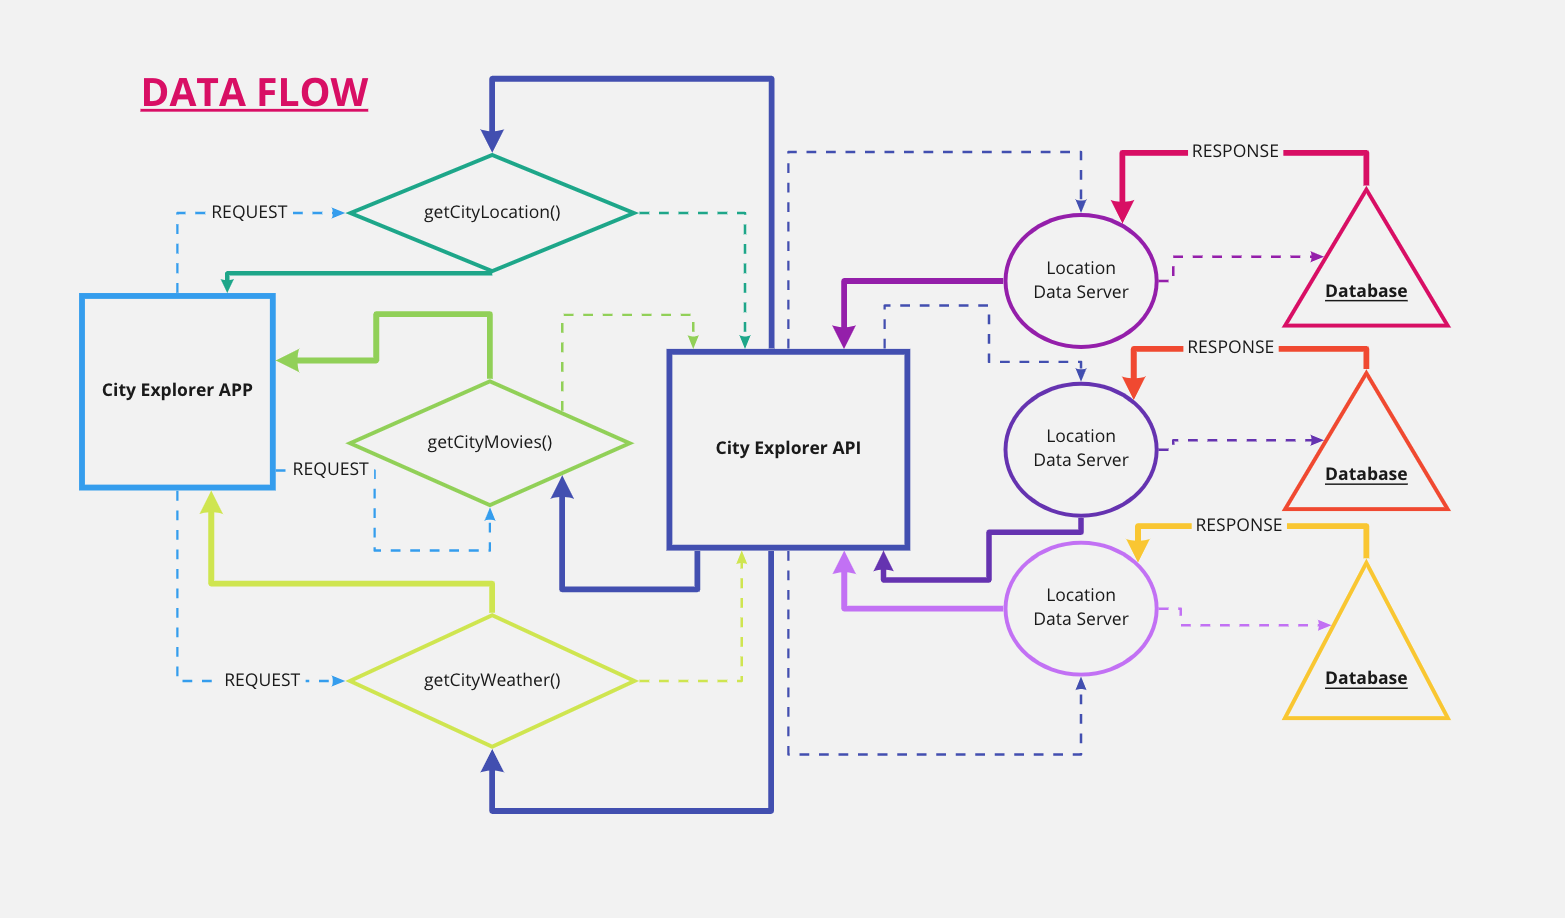 DATA FLOW
RESPONSE
REQUEST
getCityLocation()
Location
Data Server
Database
RESPONSE
City Explorer APP
getCityMovies()
City Explorer API
Location
Data Server
REQUEST
Database
RESPONSE
Location
Data Server
REQUEST
getCityWeather()
Database